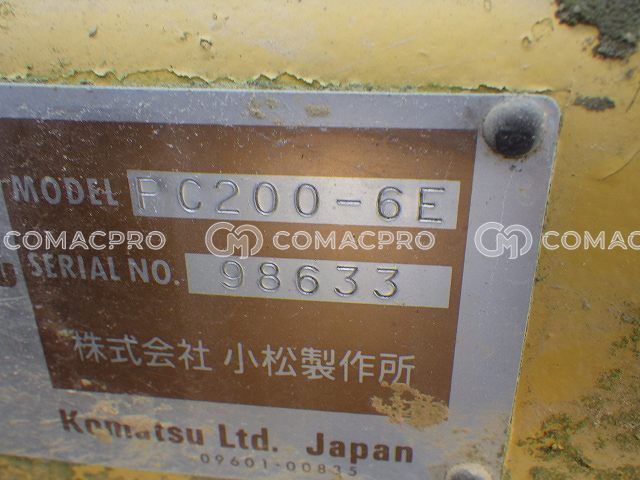 MODEL PC200-6E
COMACPRO COMACPRO COMACPRO
SERIAL NO. 98633
株式会社 小松製作所
Komatsu Ltd. Japan
09601-00835